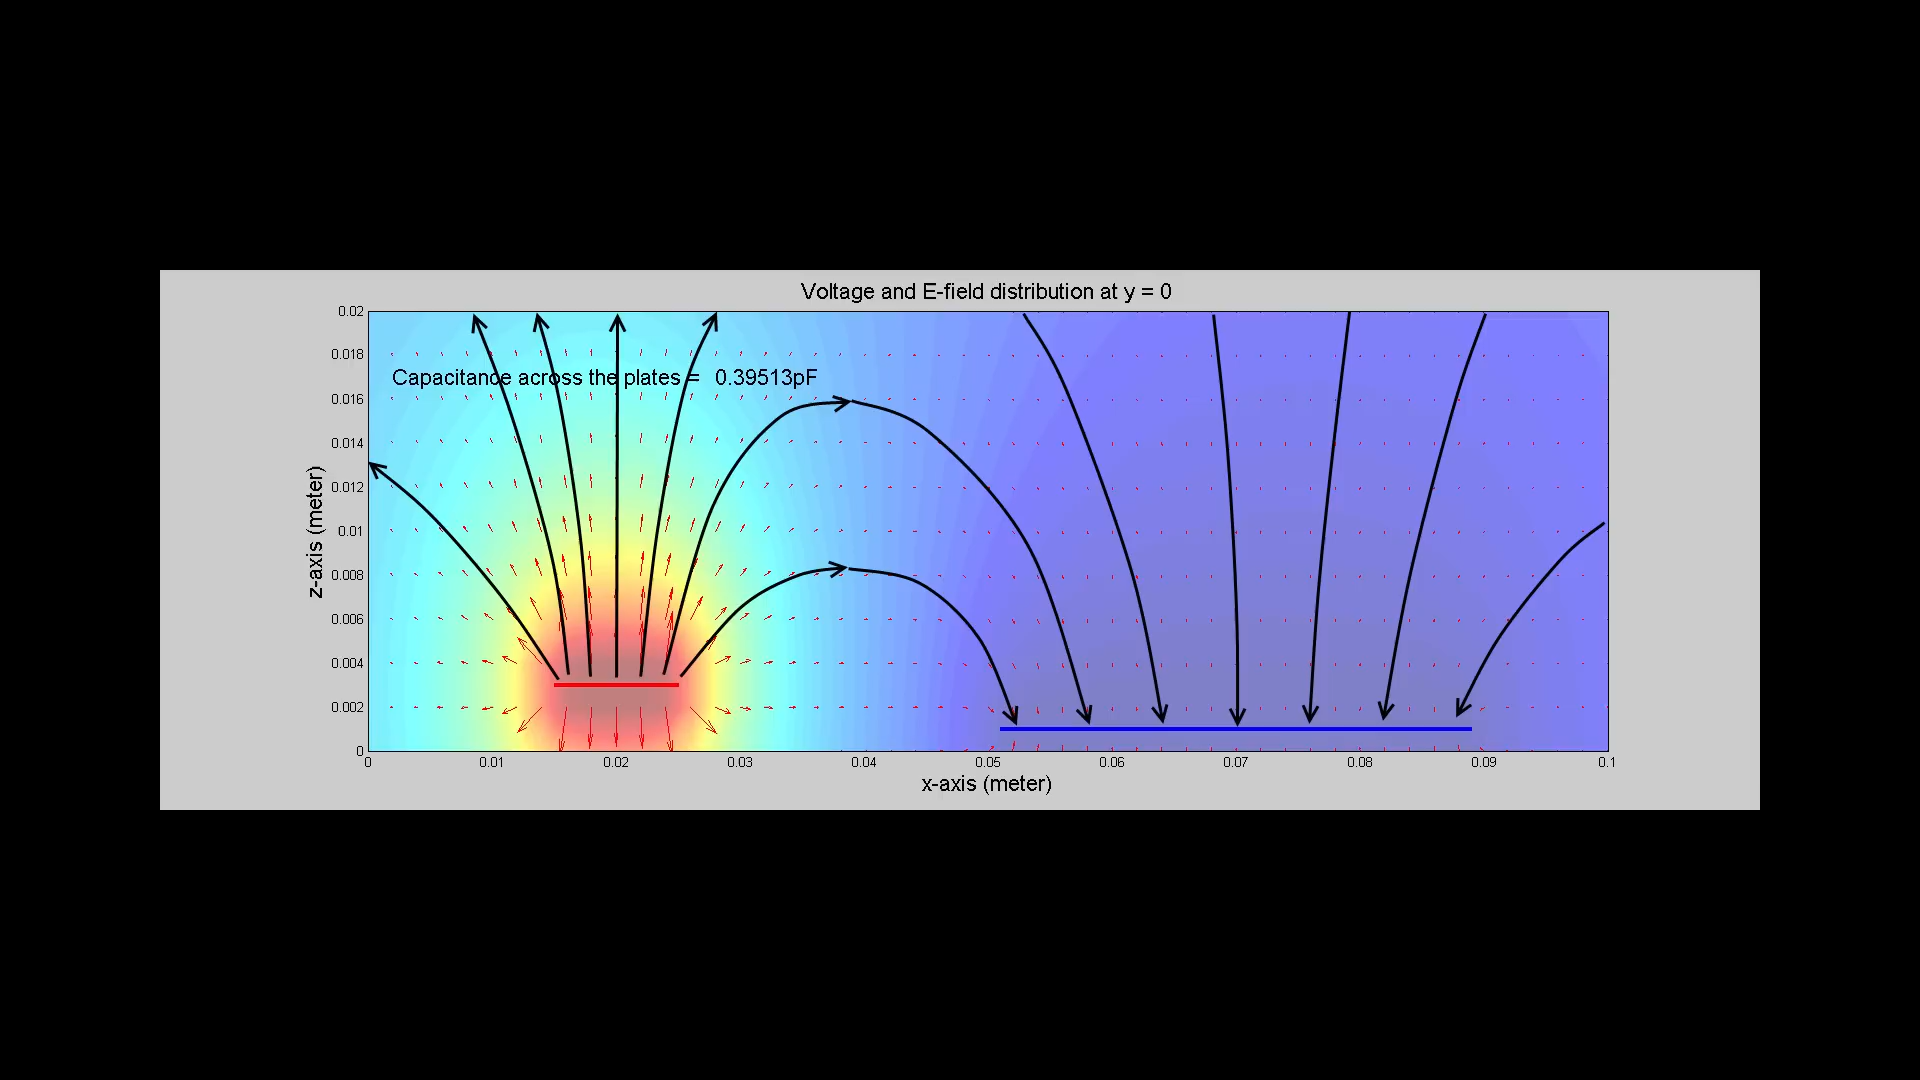 Voltage and E-field distribution at y = 0
0.02
0.018
Capacitance across the plates = 0.39513pF
0.016
0.014
0.012
0.01
0.008
0.006
0.004
0.002
0
z-axis (meter)
0 0.01 0.02 0.03 0.04 0.05 0.06 0.07 0.08 0.09 0.1
x-axis (meter)